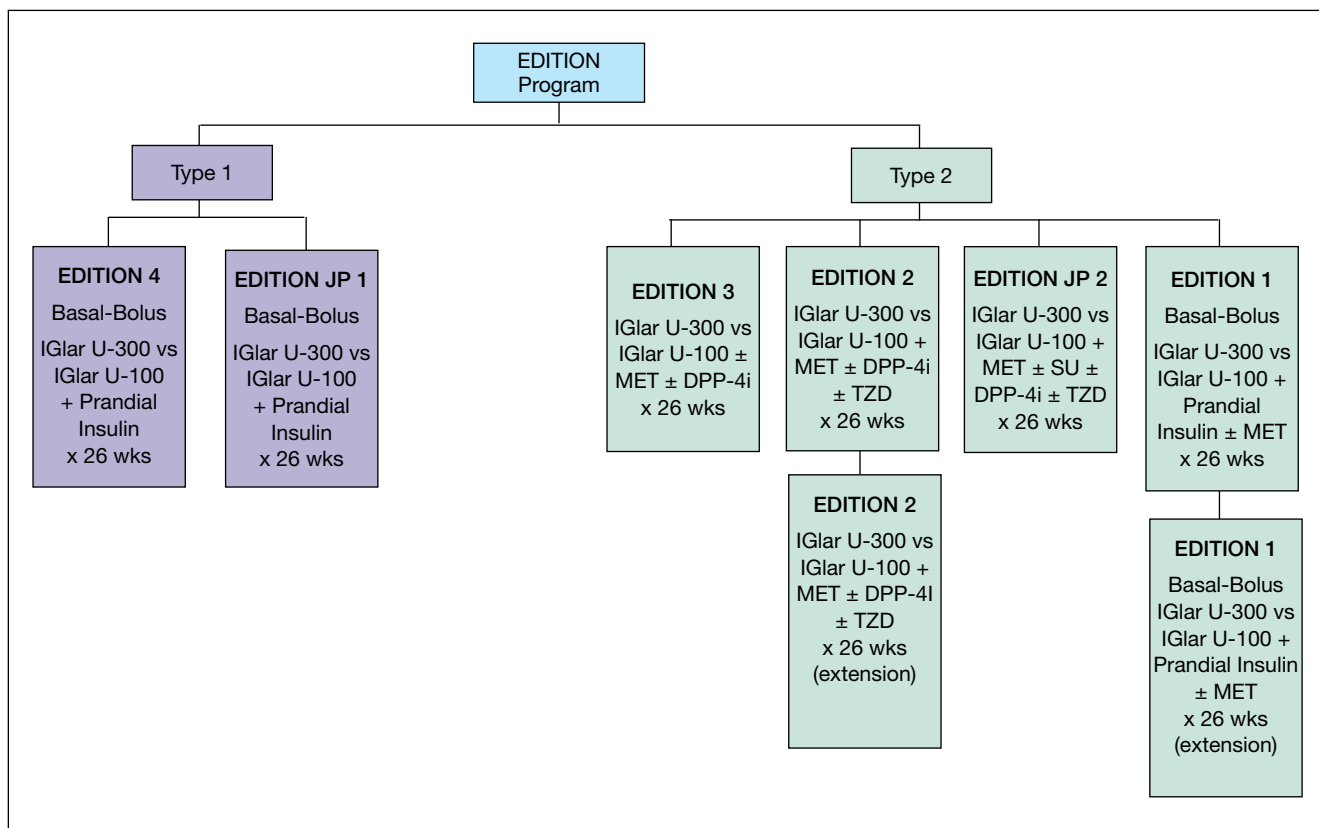 EDITION
Program
Type 1
Type 2
EDITION 4
Basal-Bolus
IGlar U-300 vs
IGlar U-100
+ Prandial
Insulin
x 26 wks
EDITION JP 1
Basal-Bolus
IGlar U-300 vs
IGlar U-100
+ Prandial
Insulin
x 26 wks
EDITION 3
IGlar U-300 vs
IGlar U-100 ±
MET ± DPP-4i
x 26 wks
EDITION 2
IGlar U-300 vs
IGlar U-100 +
MET ± DPP-4i
± TZD
x 26 wks
EDITION JP 2
IGlar U-300 vs
IGlar U-100 +
MET ± SU ±
DPP-4i ± TZD
x 26 wks
EDITION 1
Basal-Bolus
IGlar U-300 vs
IGlar U-100 +
Prandial
Insulin ± MET
x 26 wks
EDITION 2
IGlar U-300 vs
IGlar U-100 +
MET ± DPP-4I
± TZD
x 26 wks
(extension)
EDITION 1
Basal-Bolus
IGlar U-300 vs
IGlar U-100 +
Prandial Insulin
± MET
x 26 wks
(extension)